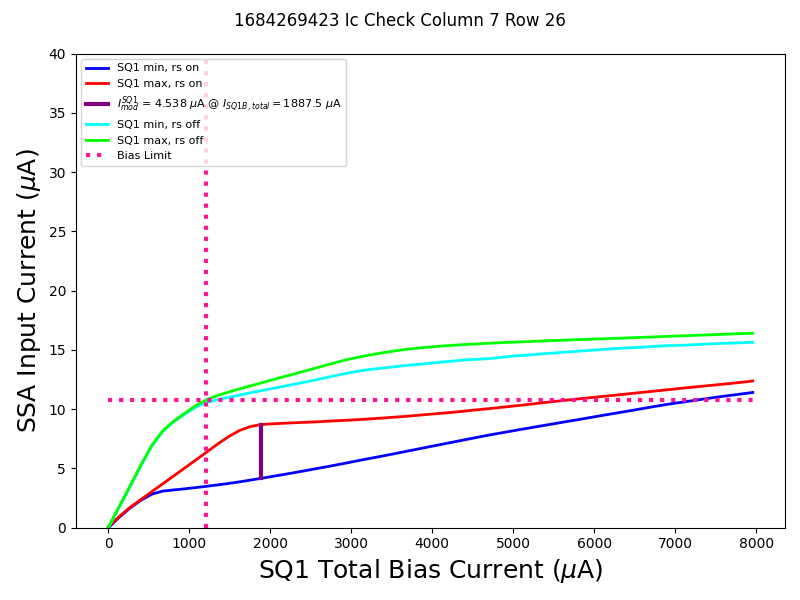 1684269423 Ic Check Column 7 Row 26
SSA Input Current (μA)
40
35
30
25
20
15
10
5
0
SQ1 min, rs on
SQ1 max, rs on
I_{mod}^{SQ1} = 4.538 μA @ I_{SQ1B,total} = 1887.5 μA
SQ1 min, rs off
SQ1 max, rs off
Bias Limit
0 1000 2000 3000 4000 5000 6000 7000 8000
SQ1 Total Bias Current (μA)